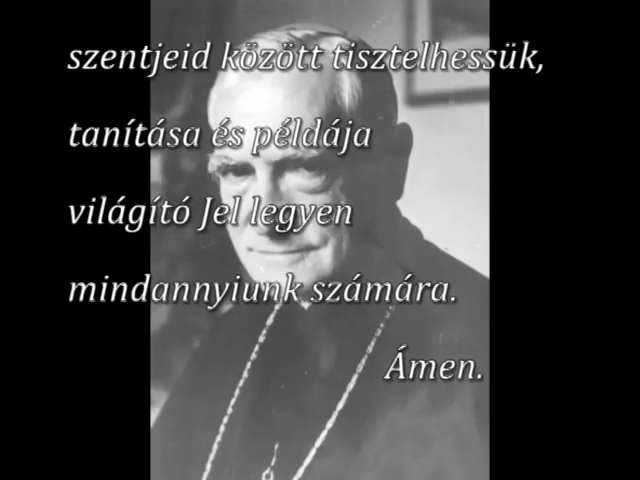 szentjeid között tisztelhessük,
tanítása és példája
világító Jel legyen
mindannyiunk számára.
Ámen.